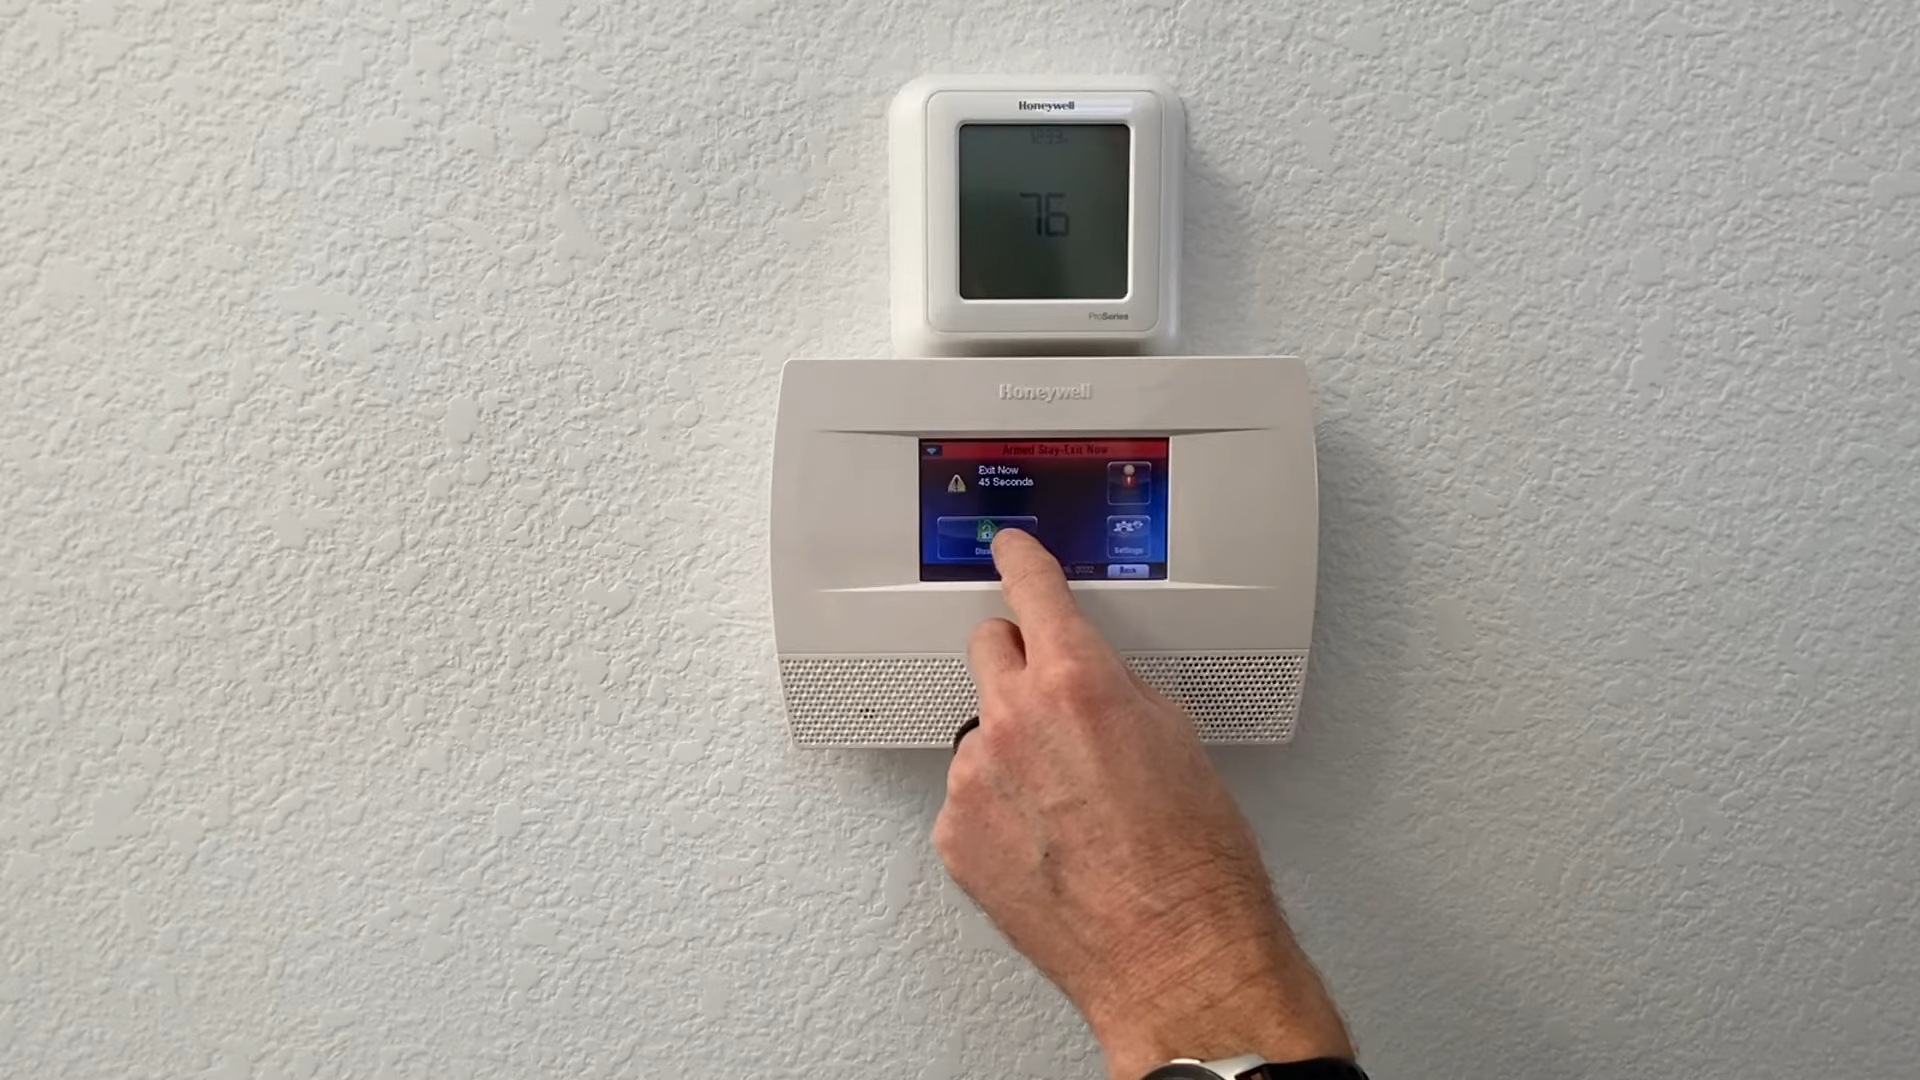 Honeywell
76
ProSeries
Honeywell
Armed Stay-Exit Now
Exit Now
45 Seconds
Settings
Back